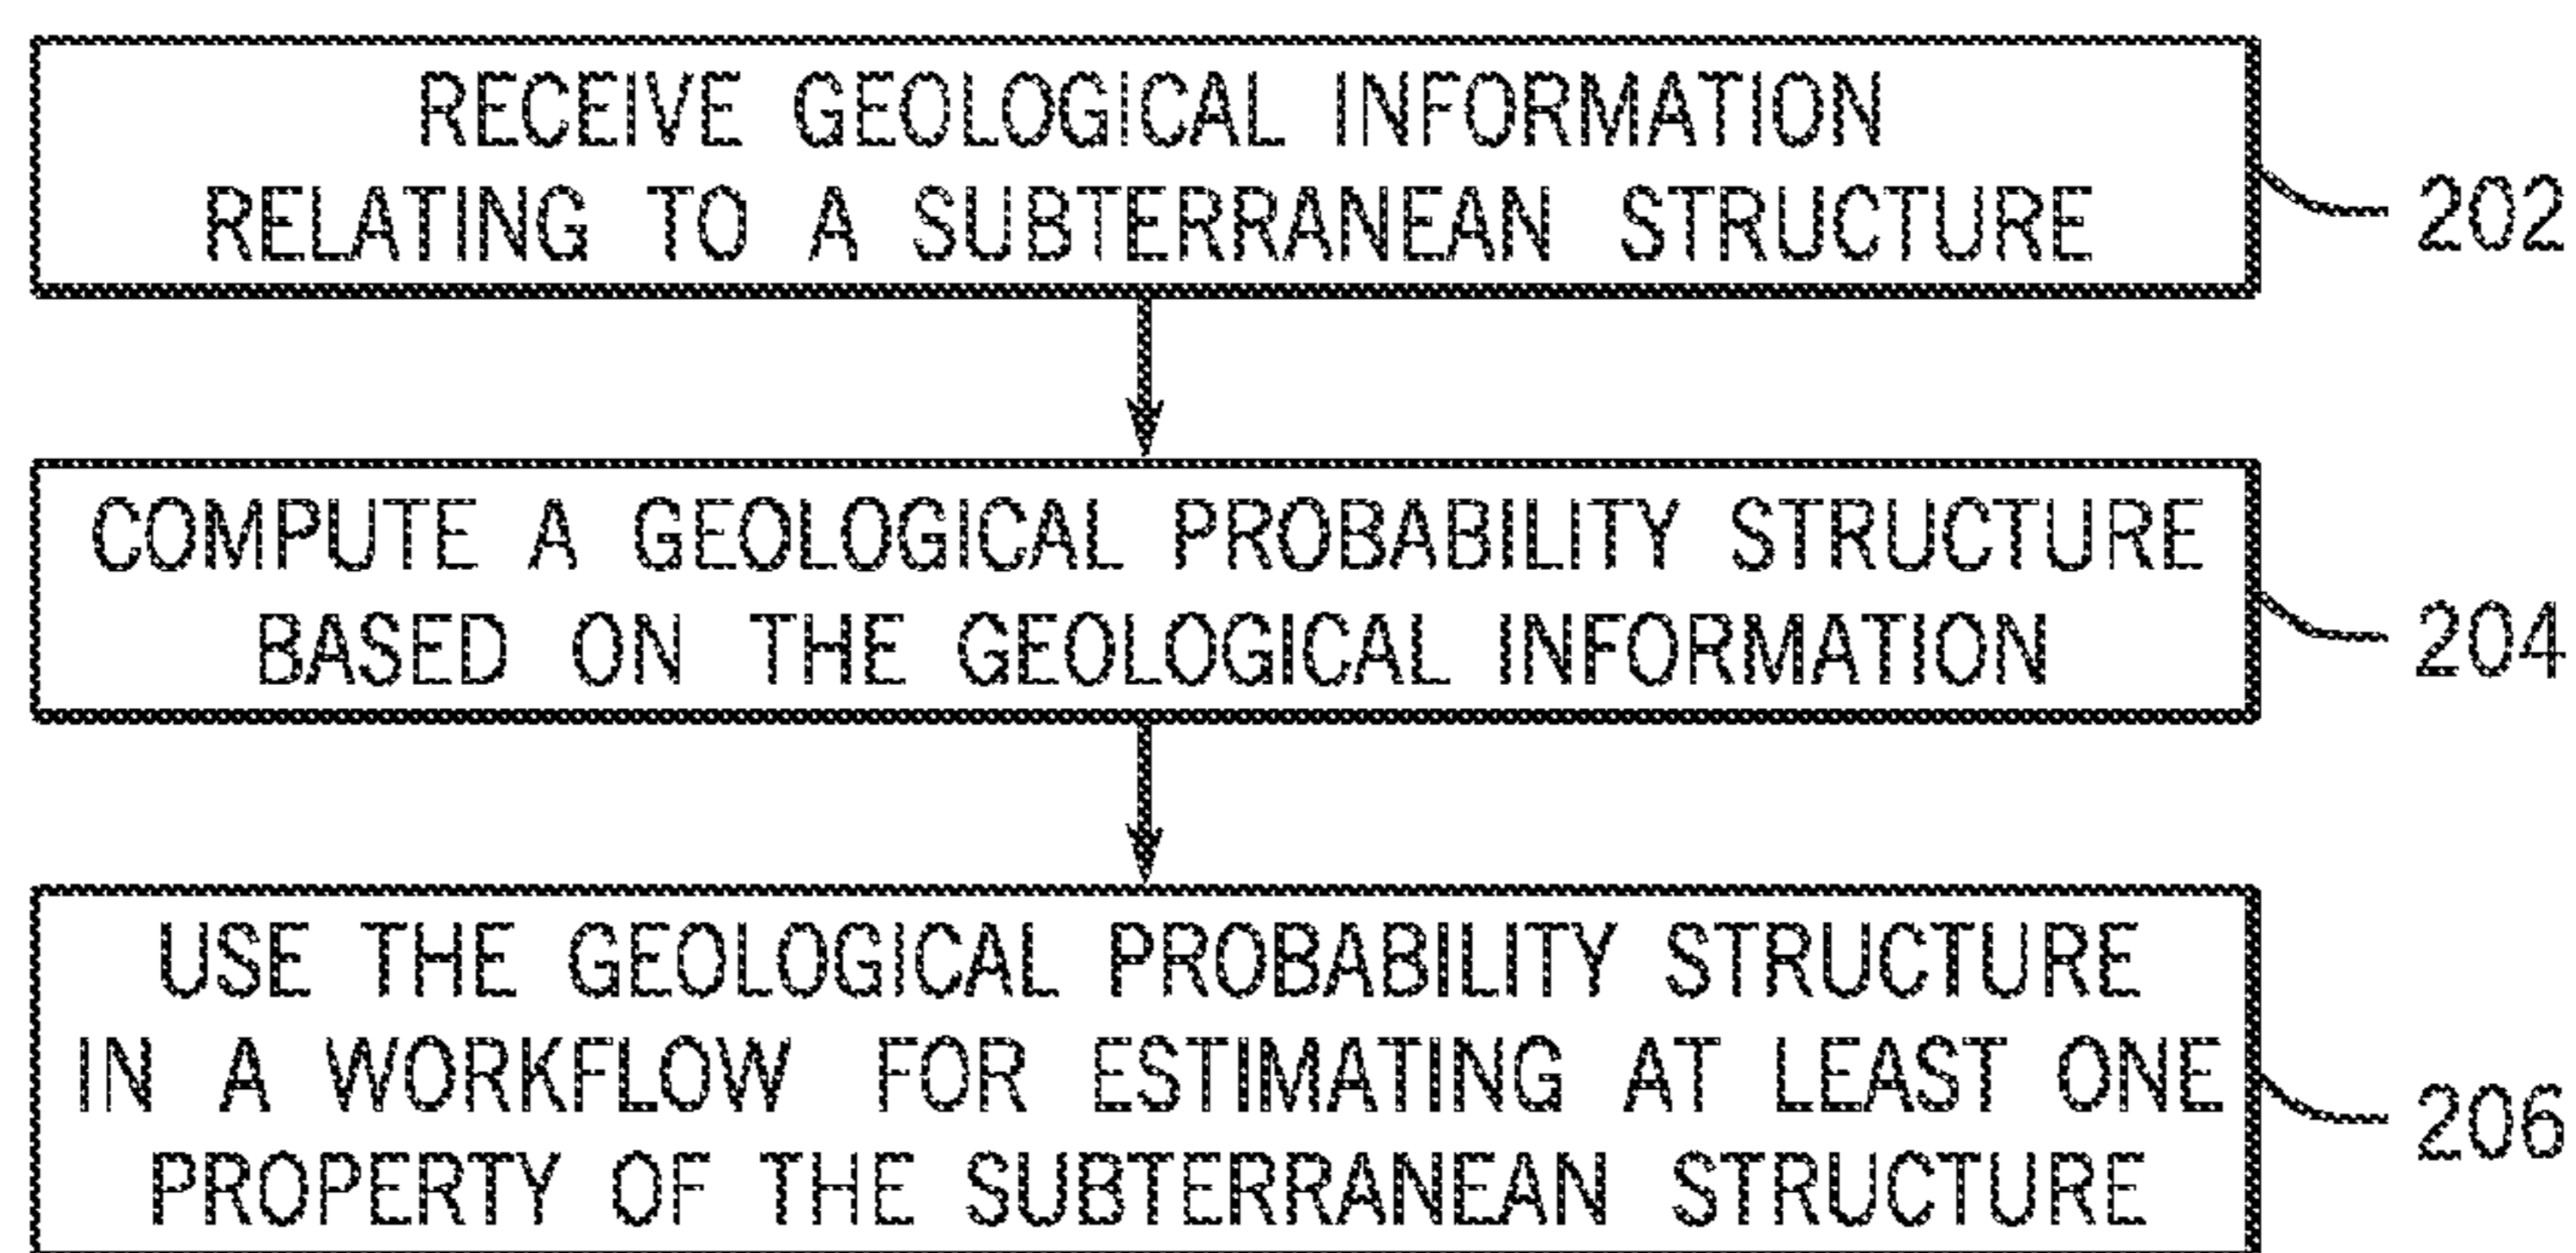 RECEIVE GEOLOGICAL INFORMATION
RELATING TO A SUBTERRANEAN STRUCTURE
202
COMPUTE A GEOLOGICAL PROBABILITY STRUCTURE
BASED ON THE GEOLOGICAL INFORMATION
204
USE THE GEOLOGICAL PROBABILITY STRUCTURE
IN A WORKFLOW FOR ESTIMATING AT LEAST ONE
PROPERTY OF THE SUBTERRANEAN STRUCTURE
206